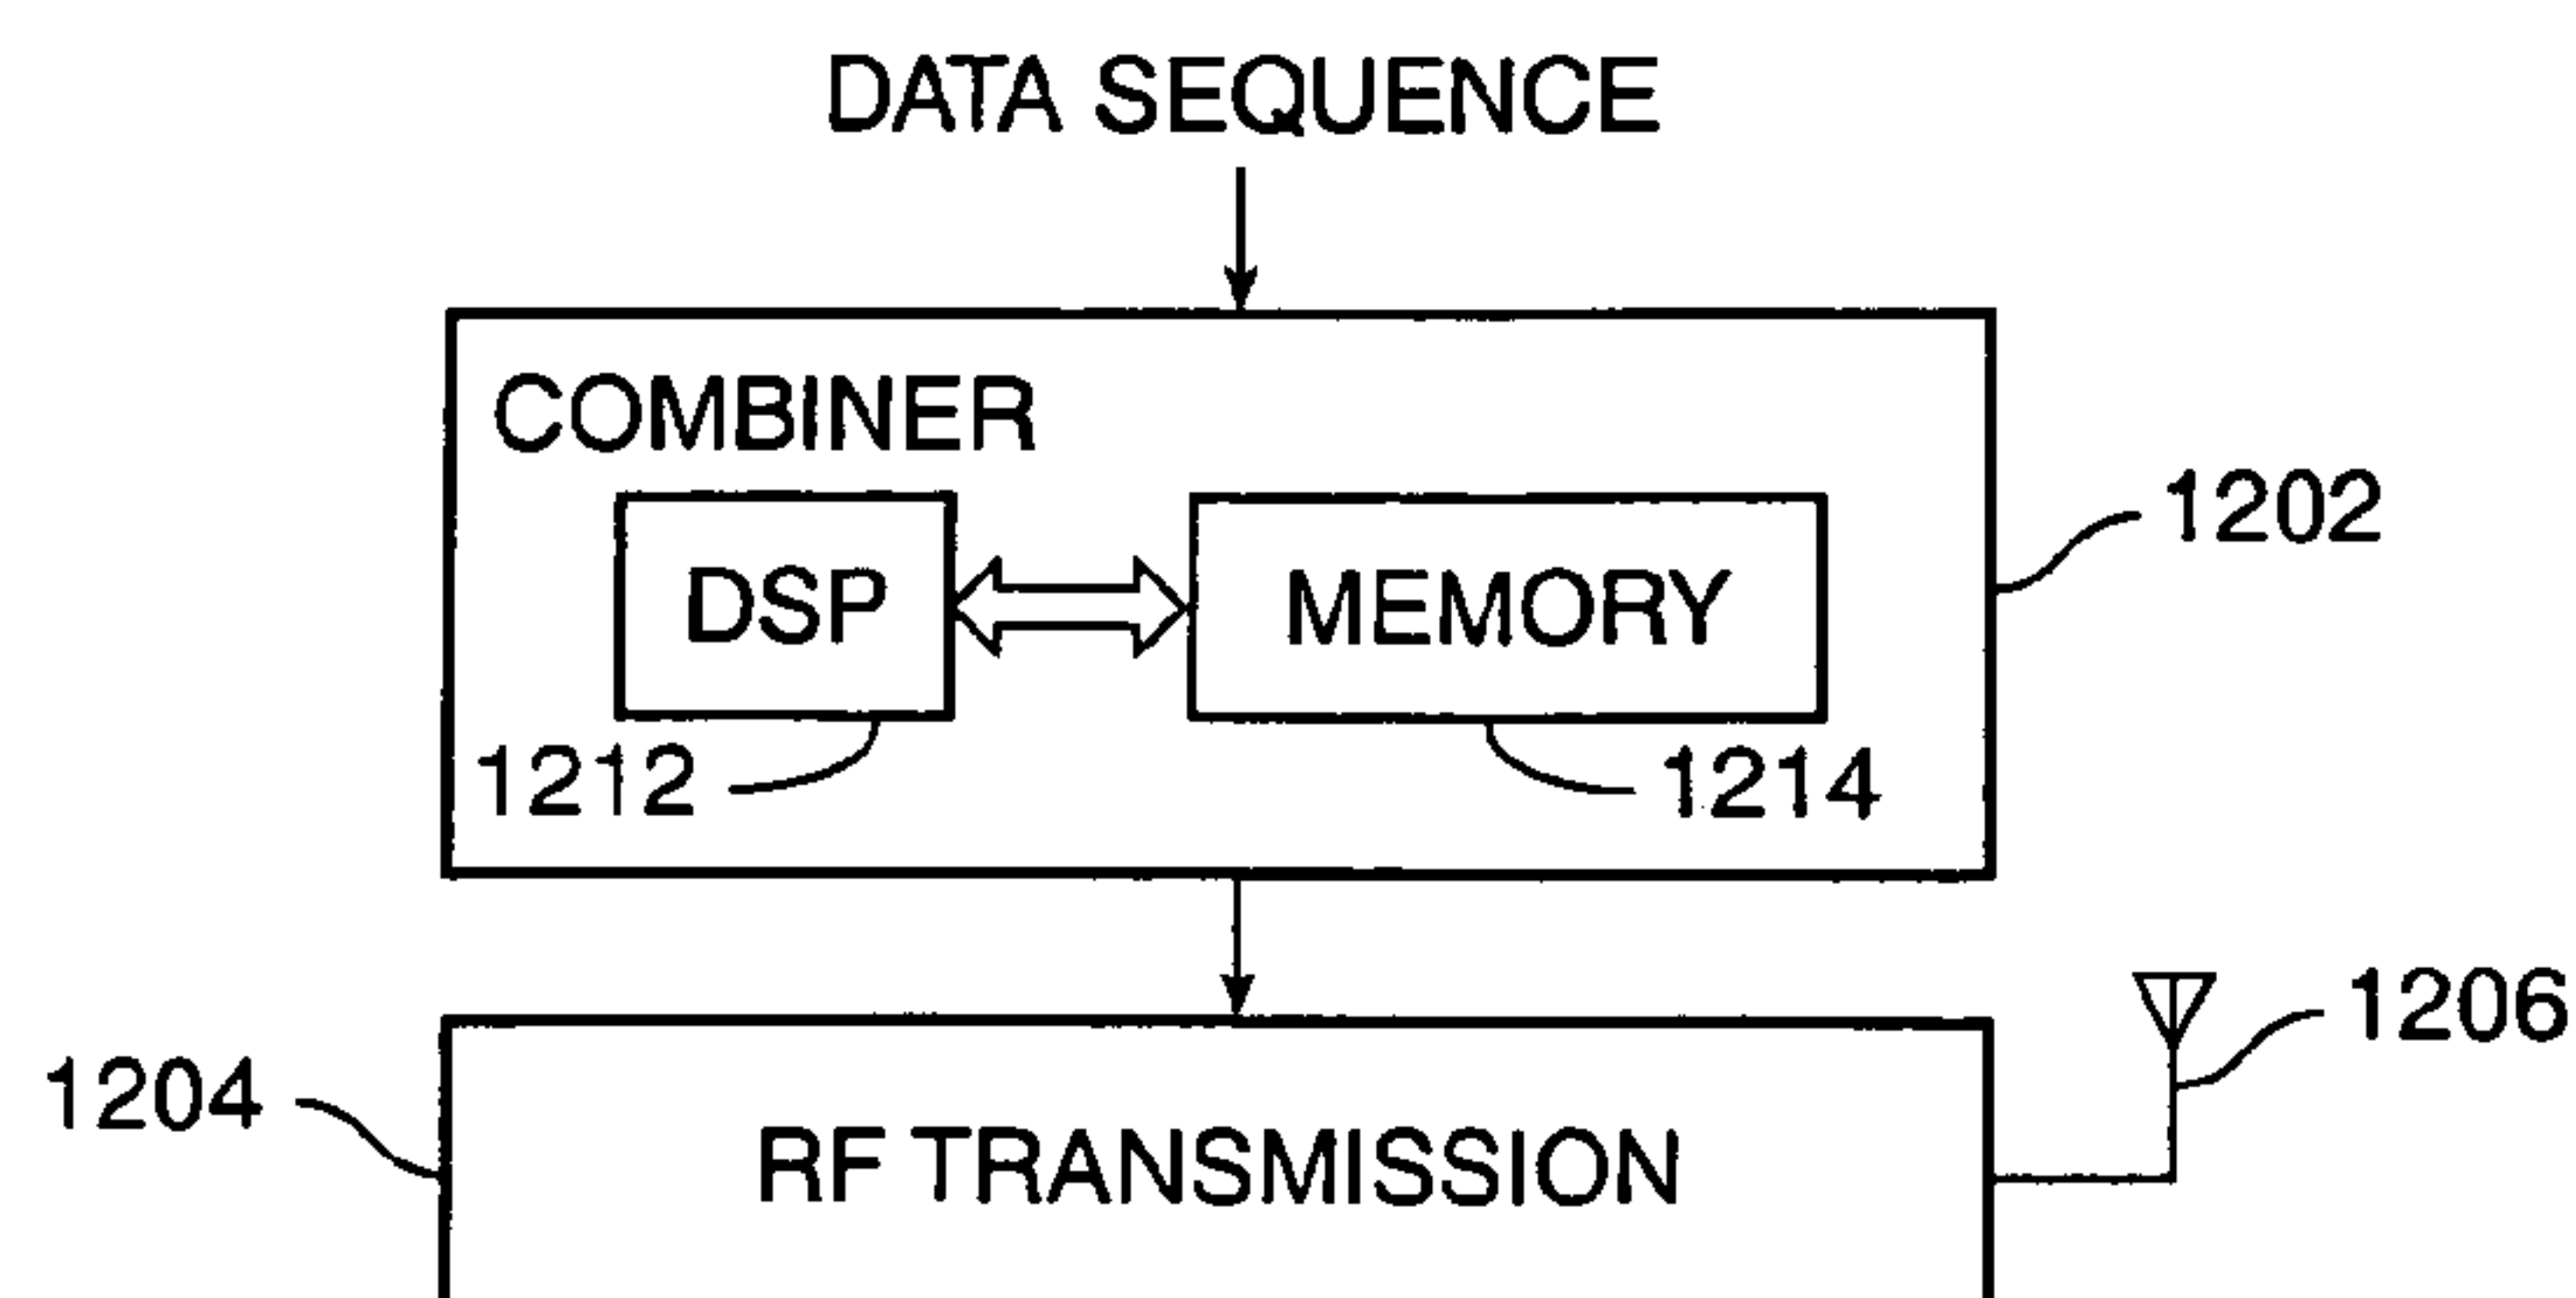 DATA SEQUENCE
COMBINER
1202
DSP
MEMORY
1212
1214
1206
1204
RF TRANSMISSION